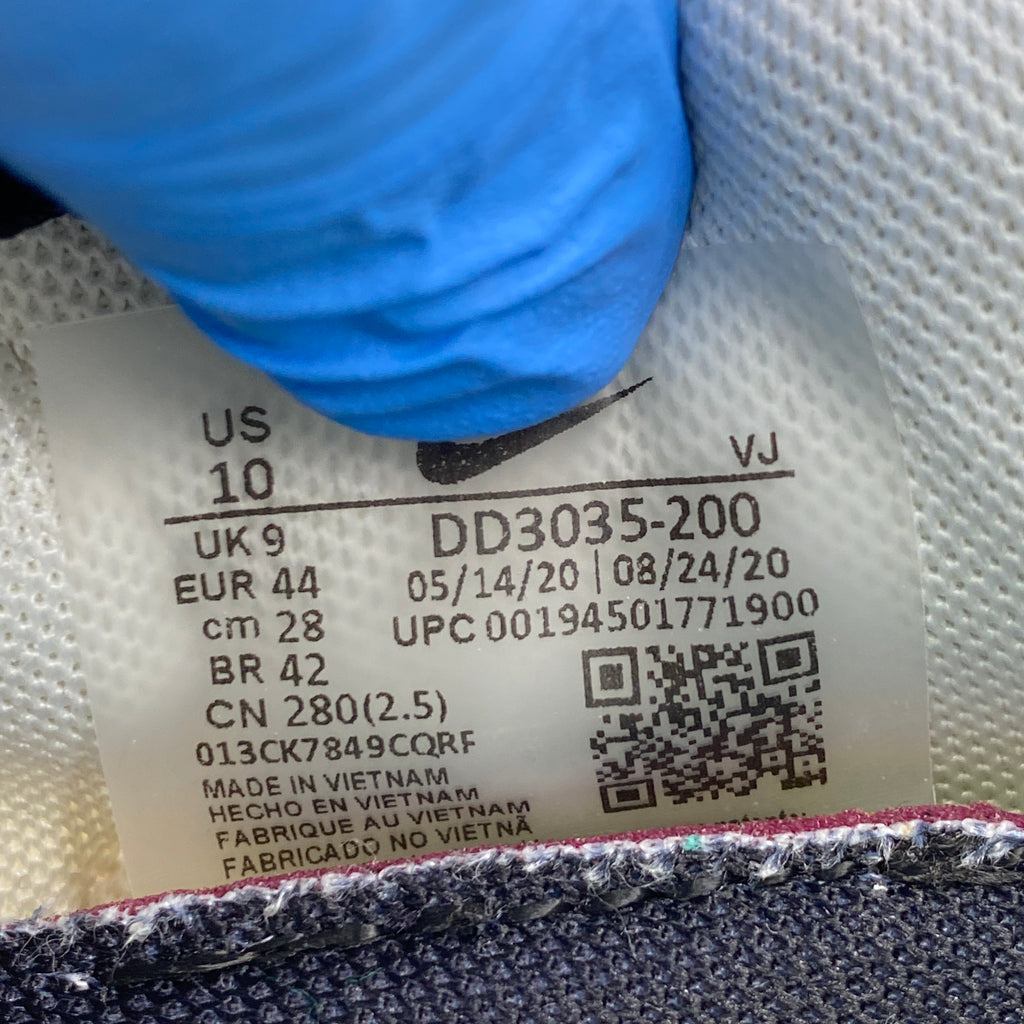 US
10
VJ
UK 9
EUR 44
cm 28
BR 42
CN 280(2.5)
013CK7849CQRF
MADE IN VIETNAM
HECHO EN VIETNAM
FABRIQUE AU VIETNAM
FABRICADO NO VIETNÃ
DD3035-200
05/14/20 | 08/24/20
UPC 00194501771900